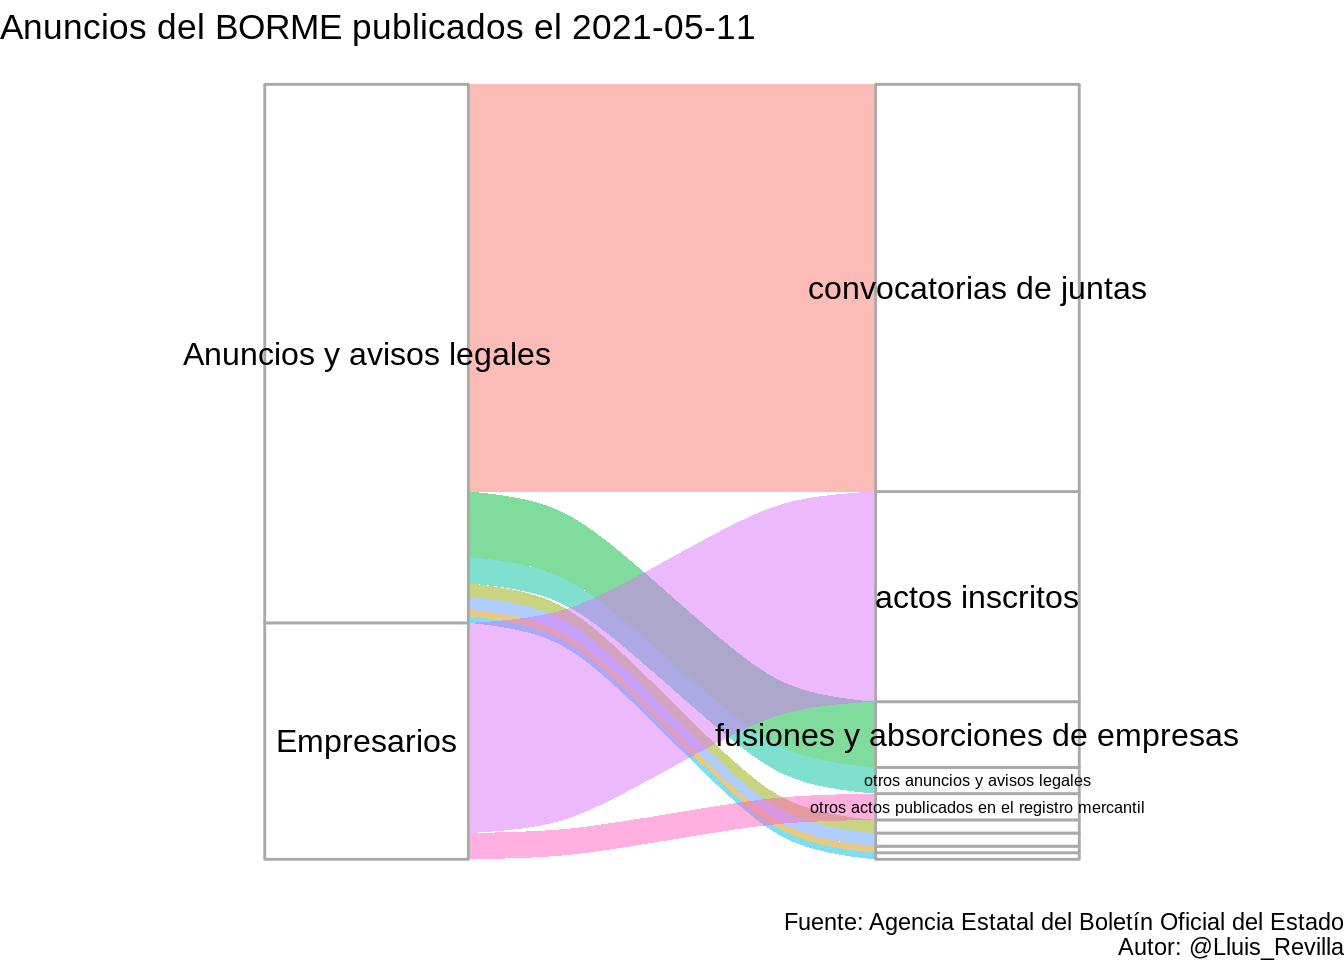 Anuncios del BORME publicados el 2021-05-11
convocatorias de juntas
Anuncios y avisos legales
actos inscritos
fusiones y absorciones de empresas
Empresarios
otros anuncios y avisos legales
otros actos publicados en el registro mercantil
Fuente: Agencia Estatal del Boletín Oficial del Estado
Autor: @Lluis_Revilla